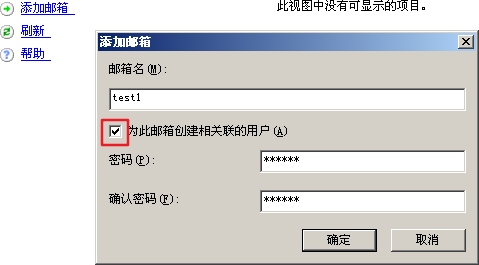 添加邮箱
此视图中没有可显示的项目。
刷新
帮助
添加邮箱
邮箱名(M):
test1
为此邮箱创建相关联的用户(A)
密码(P):
******
确认密码(F):
******
确定
取消